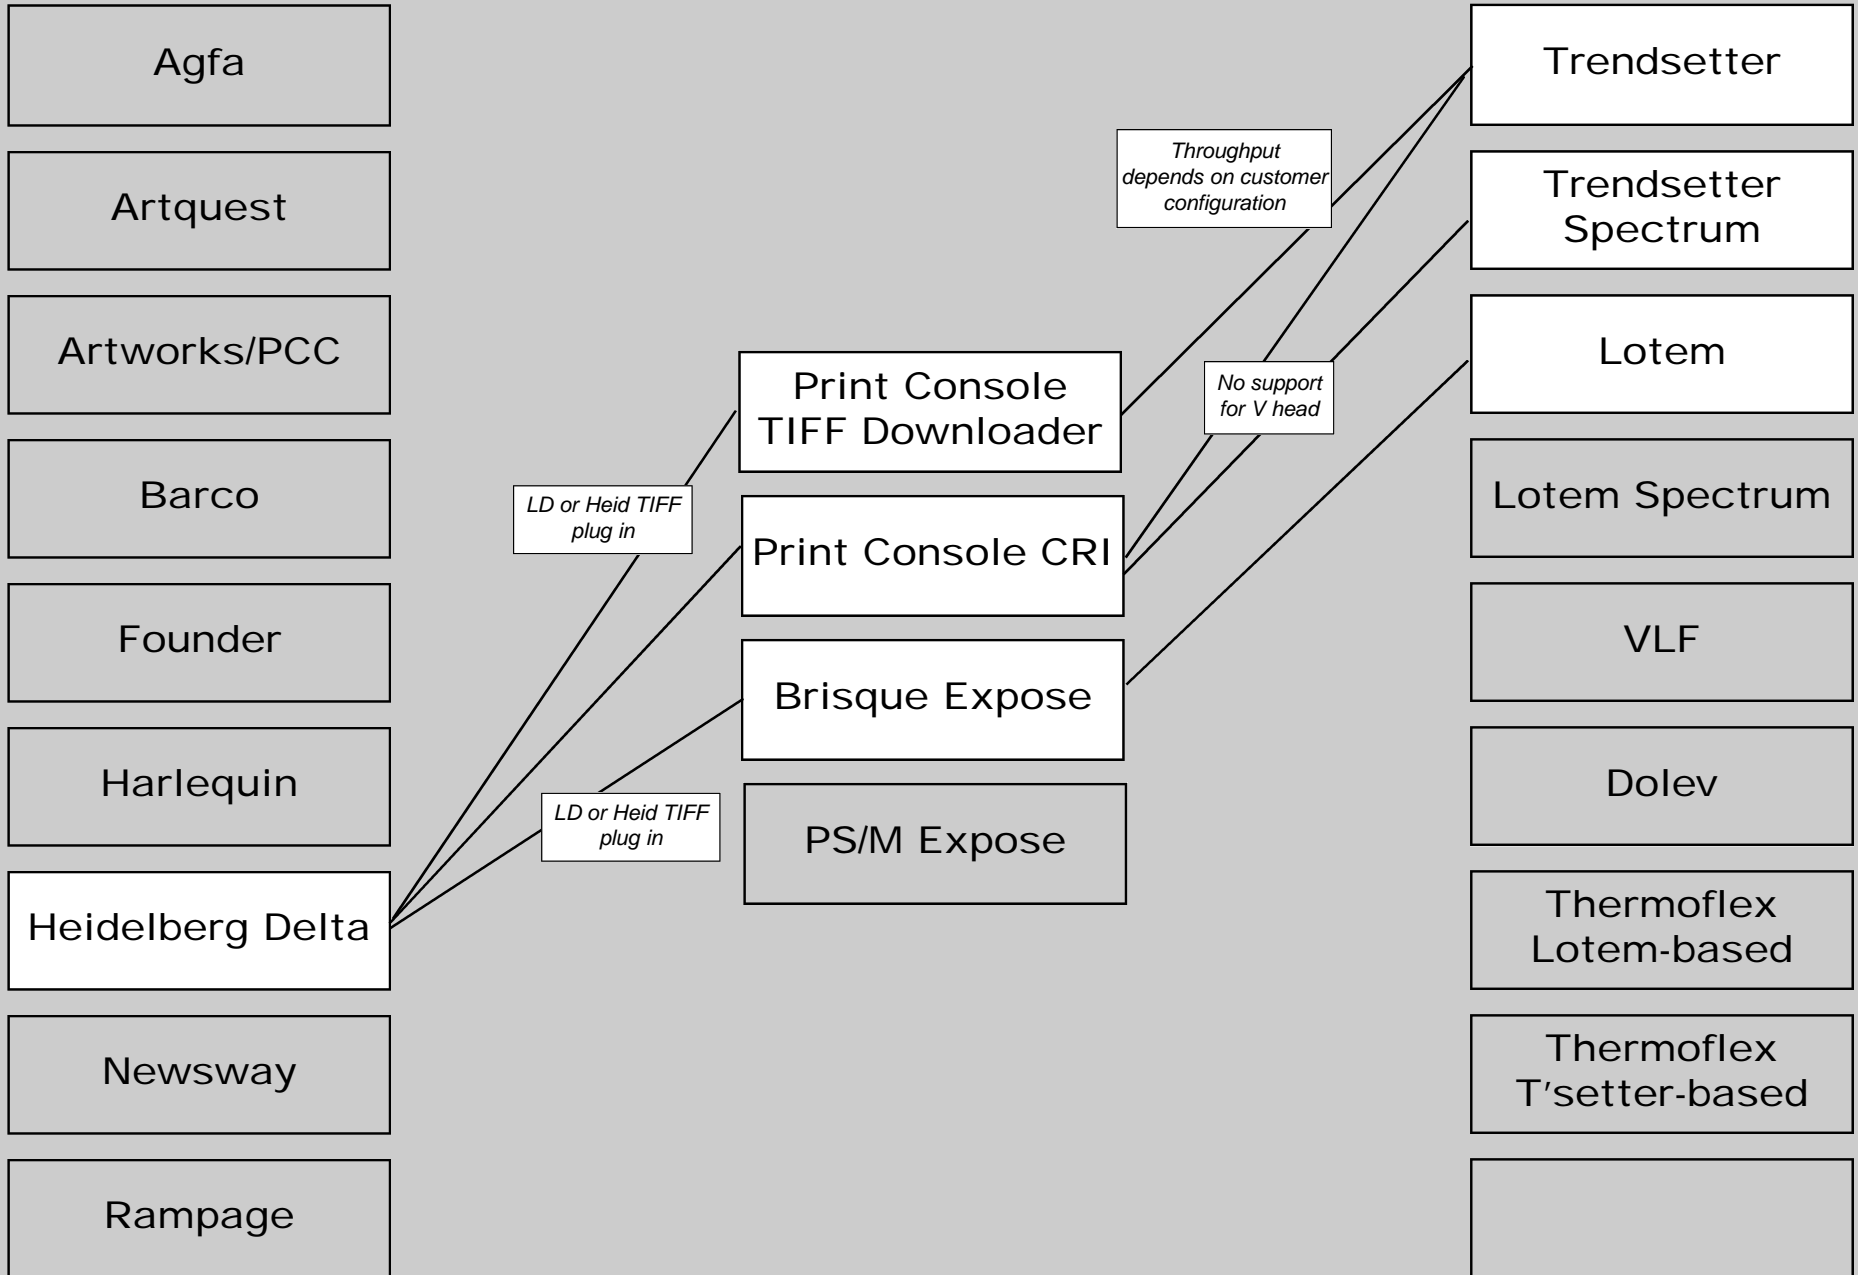 Agfa
Artquest
Artworks/PCC
Barco
Founder
Harlequin
Heidelberg Delta
Newsway
Rampage
LD or Heid TIFF
plug in
LD or Heid TIFF
plug in
Print Console
TIFF Downloader
Print Console CRI
Brisque Expose
PS/M Expose
Throughput
depends on customer
configuration
No support
for V head
Trendsetter
Trendsetter
Spectrum
Lotem
Lotem Spectrum
VLF
Dolev
Thermoflex
Lotem-based
Thermoflex
T'setter-based